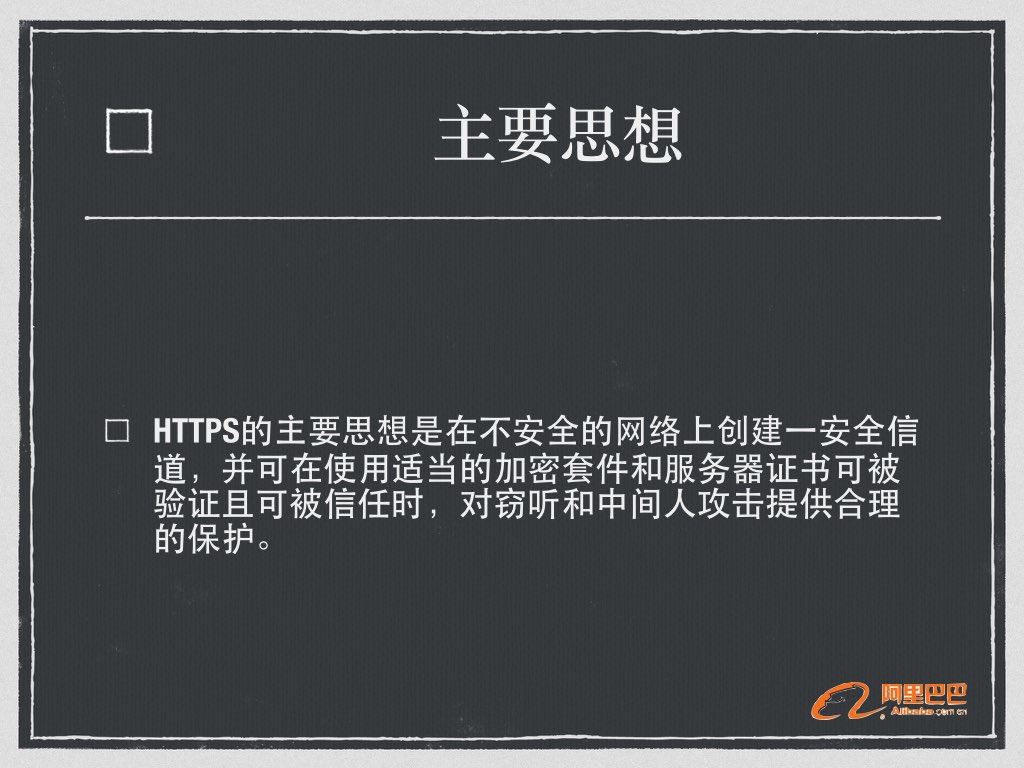 主要思想
HTTPS的主要思想是在不安全的网络上创建一安全信
道，并可在使用适当的加密套件和服务器证书可被
验证且可被信任时，对窃听和中间人攻击提供合理
的保护。
阿里巴巴
Alibaba.com.cn